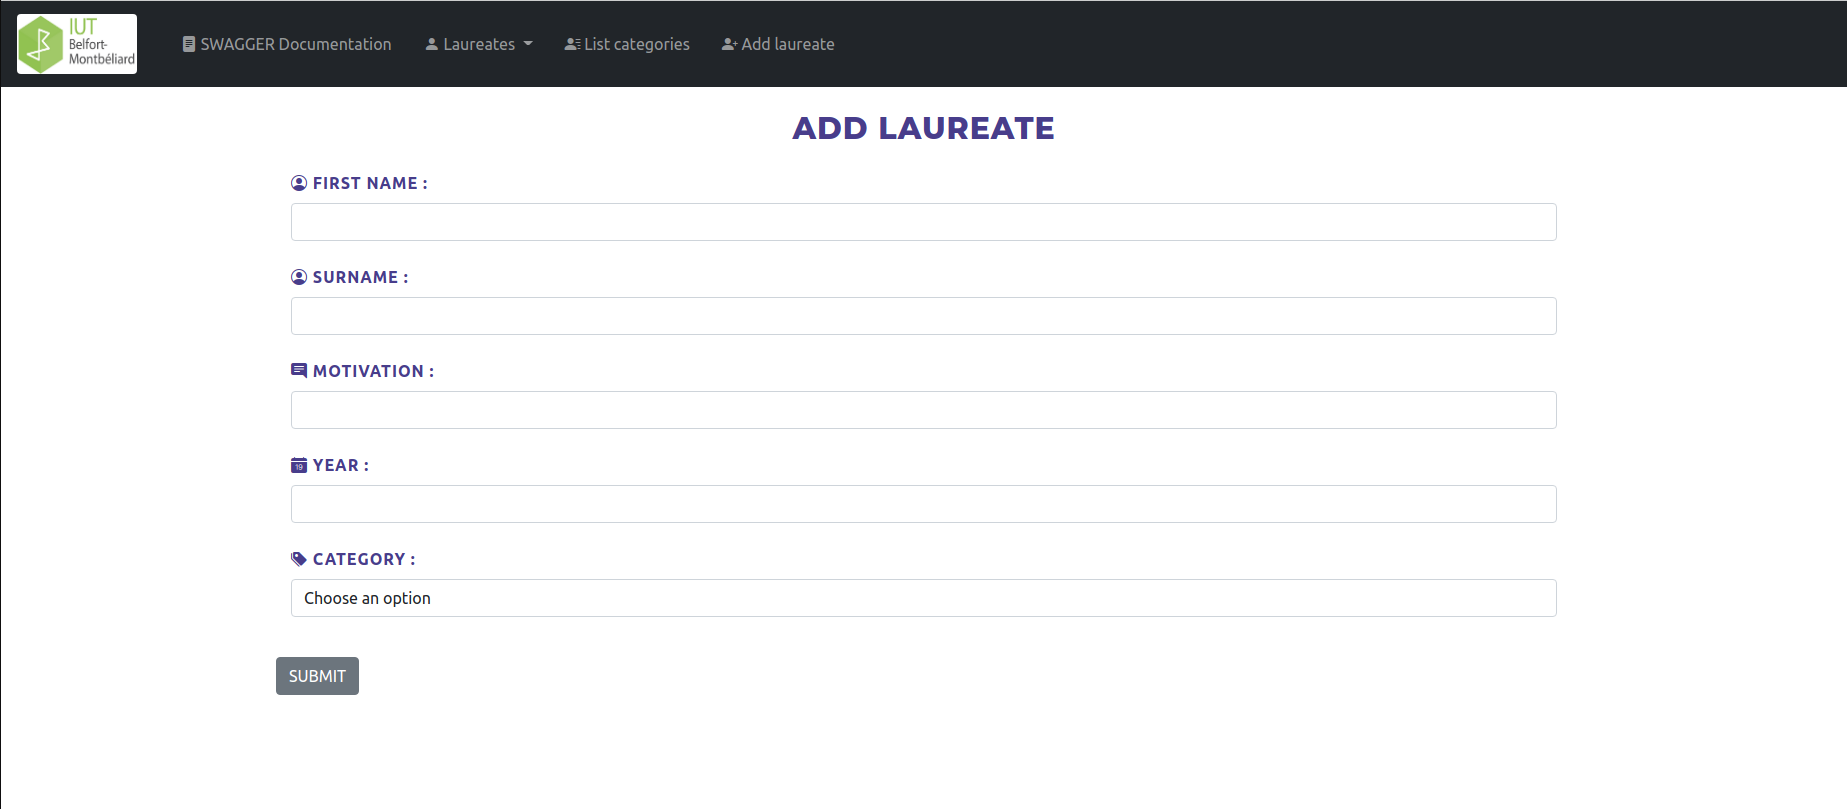 IUT
Belfort-
Montbéliard
SWAGGER Documentation
Laureates
List categories
Add laureate
ADD LAUREATE
FIRST NAME :
SURNAME :
MOTIVATION :
19
YEAR :
CATEGORY :
Choose an option
SUBMIT